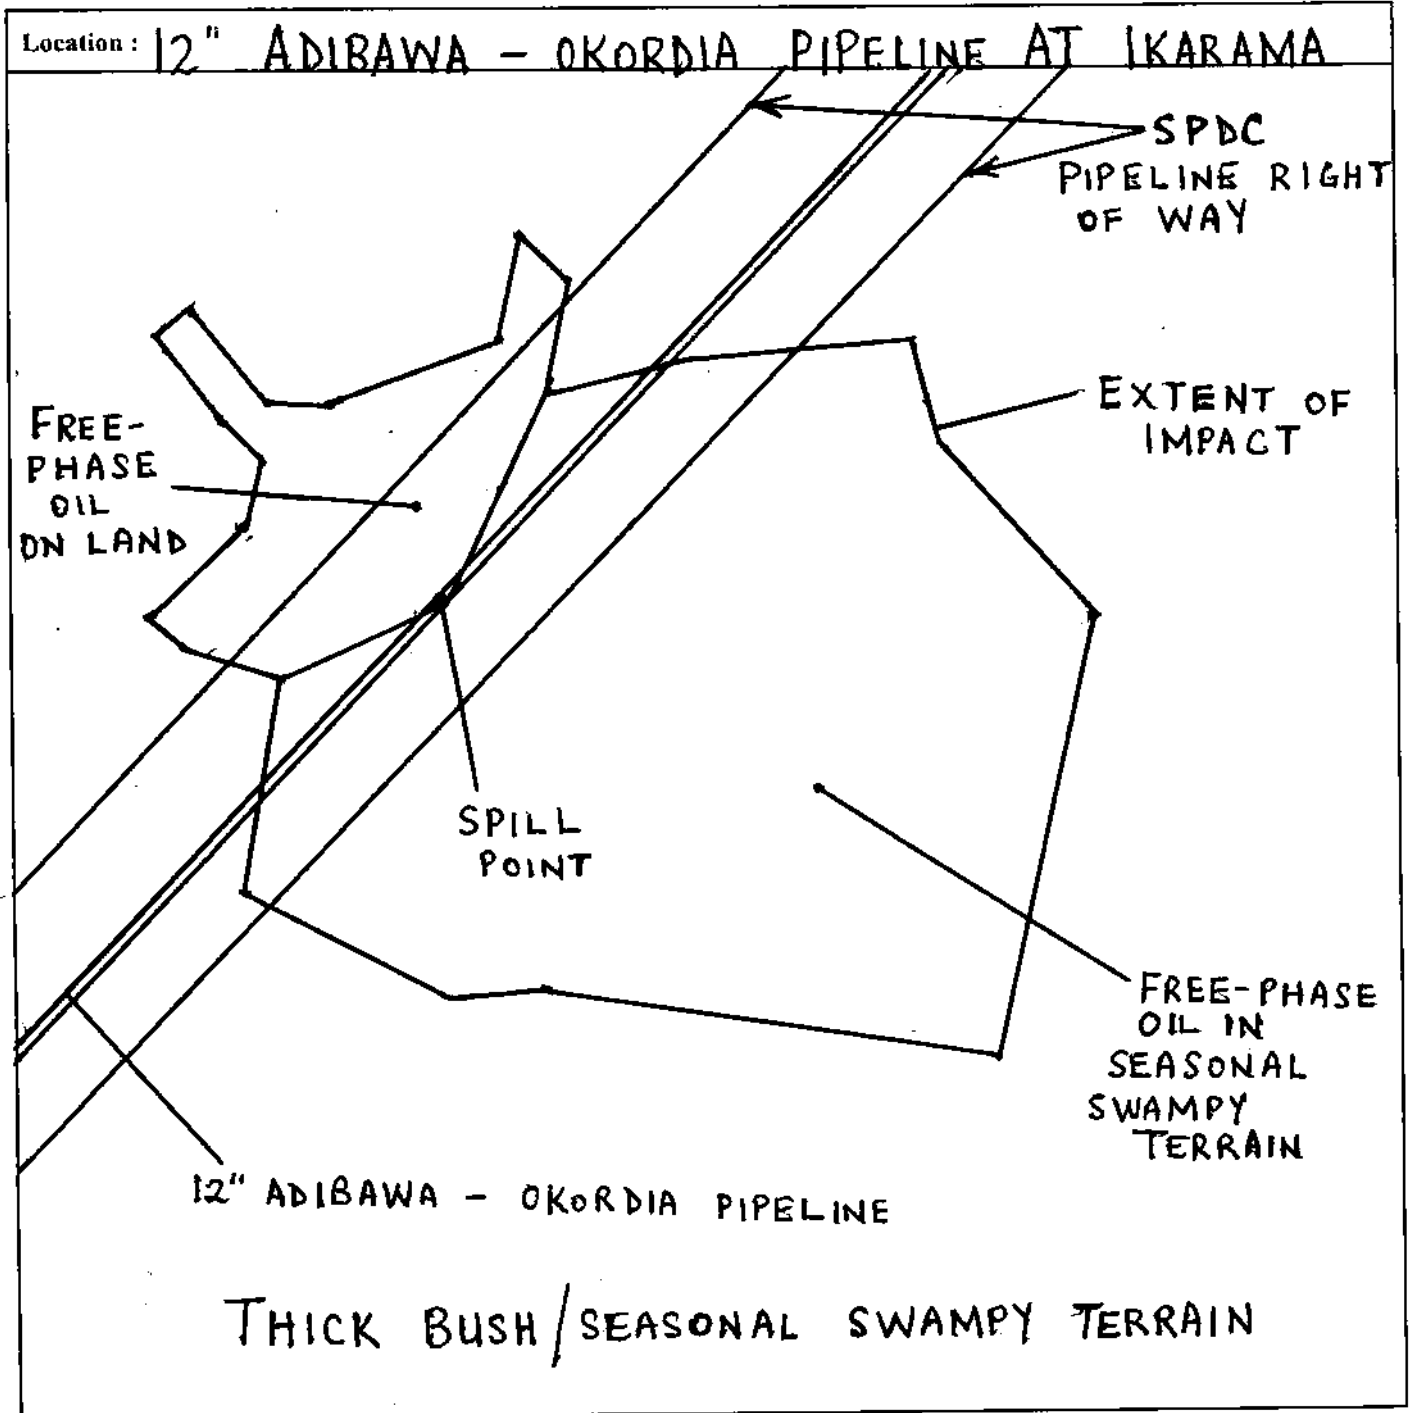 Location : 12" ADIBAWA - OKORDIA PIPELINE AT IKARAMA
SPDC
PIPELINE RIGHT
OF WAY
EXTENT OF
IMPACT
FREE-
PHASE
OIL
ON LAND
SPILL
POINT
FREE-PHASE
OIL IN
SEASONAL
SWAMPY
TERRAIN
12" ADIBAWA - OKORDIA PIPELINE
THICK BUSH/SEASONAL SWAMPY TERRAIN